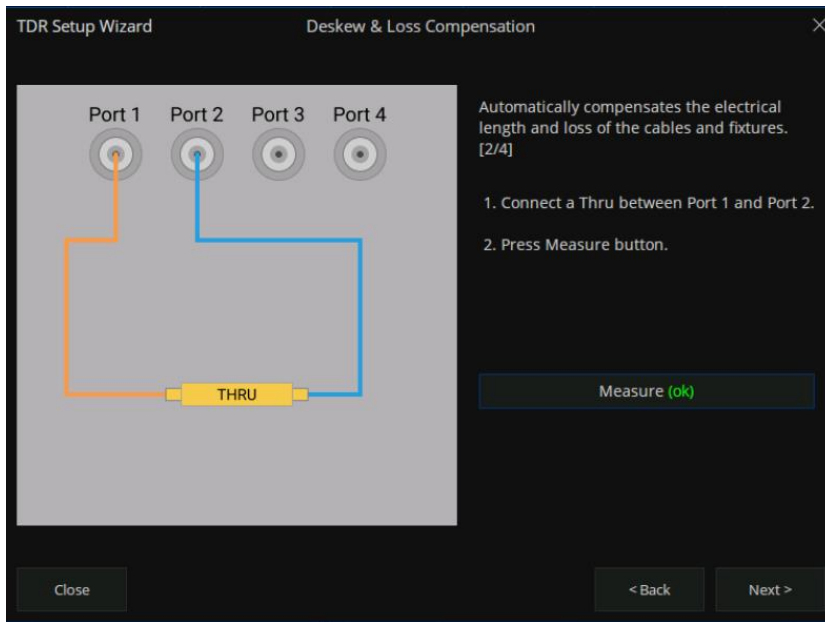 TDR Setup Wizard
Deskew & Loss Compensation
Port 1
Port 2
Port 3
Port 4
THRU
Automatically compensates the electrical
length and loss of the cables and fixtures.
[2/4]
1. Connect a Thru between Port 1 and Port 2.
2. Press Measure button.
Measure (ok)
Close
< Back
Next >